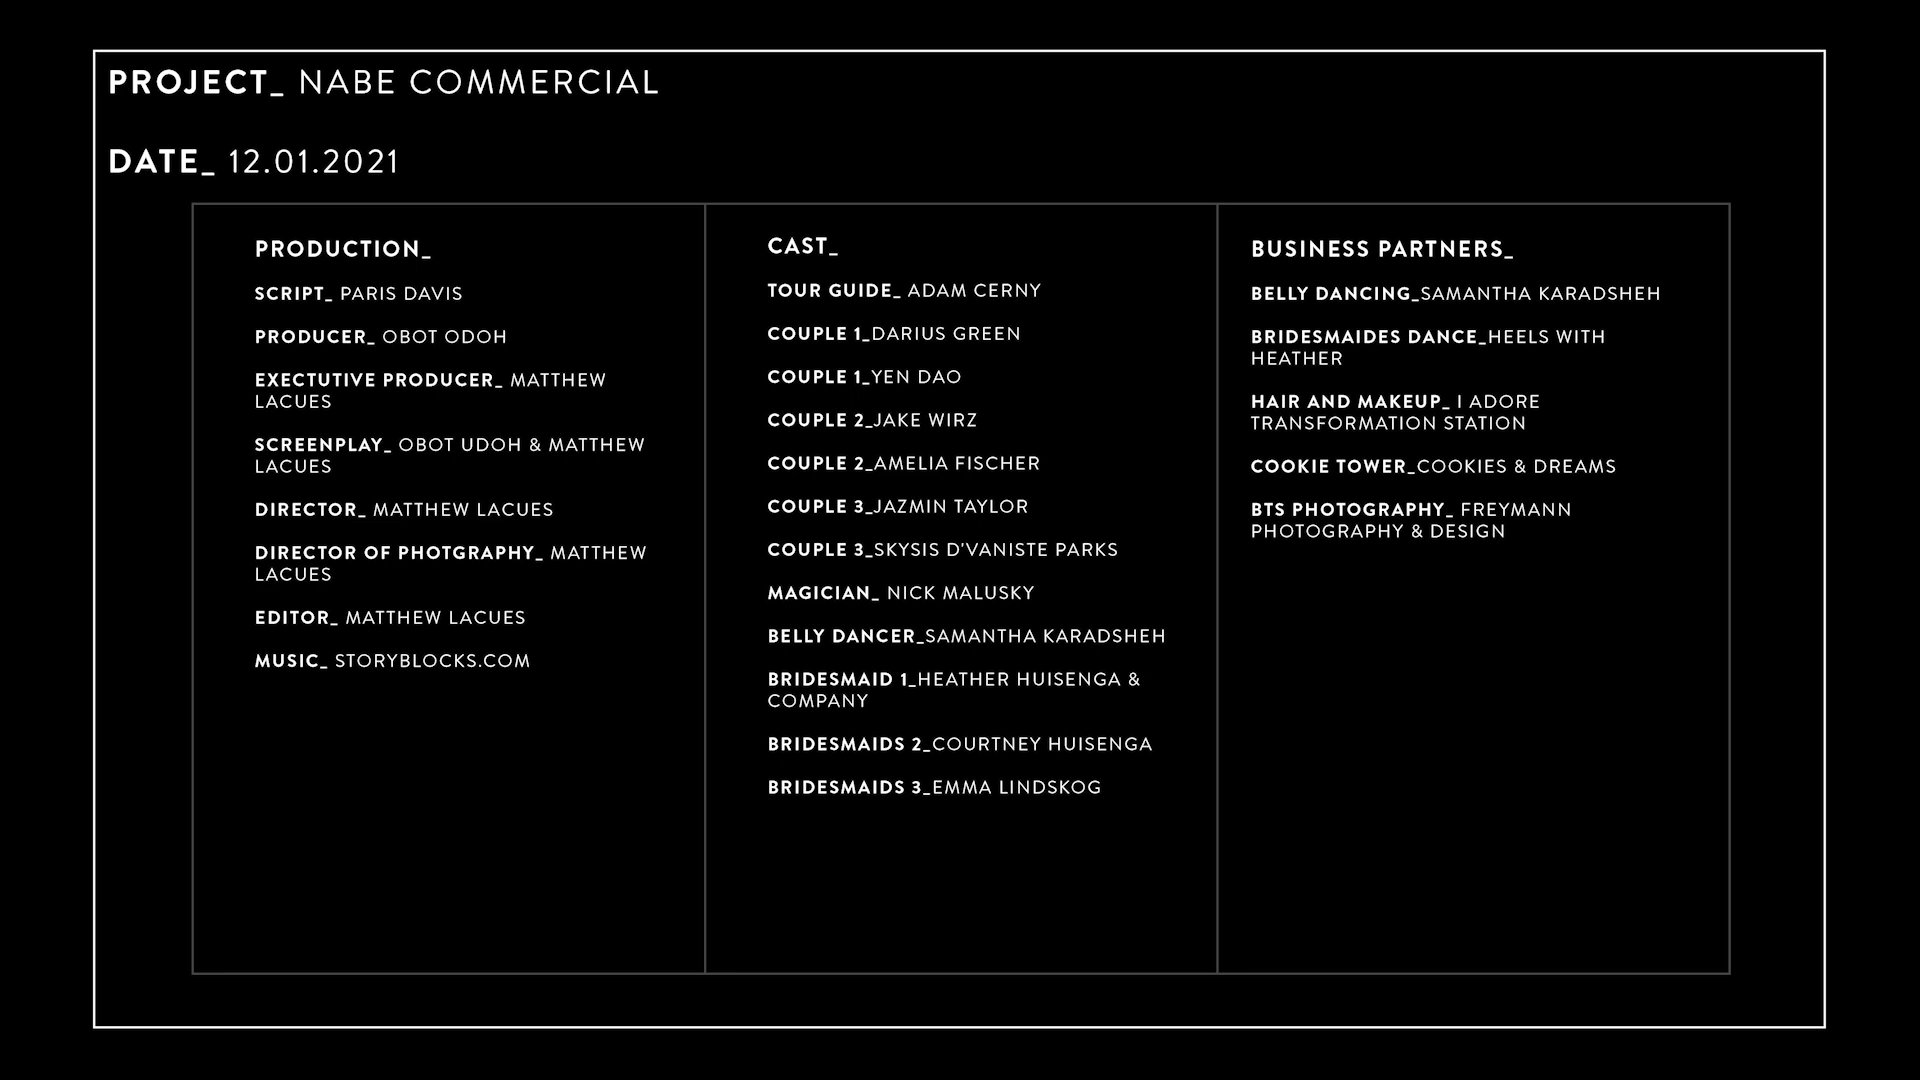 PROJECT_ NABE COMMERCIAL
DATE_ 12.01.2021
PRODUCTION_
SCRIPT_ PARIS DAVIS
PRODUCER_ OBOT ODOH
EXECTUTIVE PRODUCER_ MATTHEW
LACUES
SCREENPLAY_ OBOT UDOH & MATTHEW
LACUES
DIRECTOR_ MATTHEW LACUES
DIRECTOR OF PHOTGRAPHY_ MATTHEW
LACUES
EDITOR_ MATTHEW LACUES
MUSIC_ STORYBLOCKS.COM
CAST_
TOUR GUIDE_ ADAM CERNY
COUPLE 1_DARIUS GREEN
COUPLE 1_YEN DAO
COUPLE 2_JAKE WIRZ
COUPLE 2_AMELIA FISCHER
COUPLE 3_JAZMIN TAYLOR
COUPLE 3_SKYSIS D'VANISTE PARKS
MAGICIAN_ NICK MALUSKY
BELLY DANCER_SAMANTHA KARADSHEH
BRIDESMAID 1_HEATHER HUISENGA &
COMPANY
BRIDESMAIDS 2_COURTNEY HUISENGA
BRIDESMAIDS 3_EMMA LINDSKOG
BUSINESS PARTNERS_
BELLY DANCING_SAMANTHA KARADSHEH
BRIDESMAIDES DANCE_HEELS WITH
HEATHER
HAIR AND MAKEUP_ I ADORE
TRANSFORMATION STATION
COOKIE TOWER_COOKIES & DREAMS
BTS PHOTOGRAPHY_ FREYMANN
PHOTOGRAPHY & DESIGN